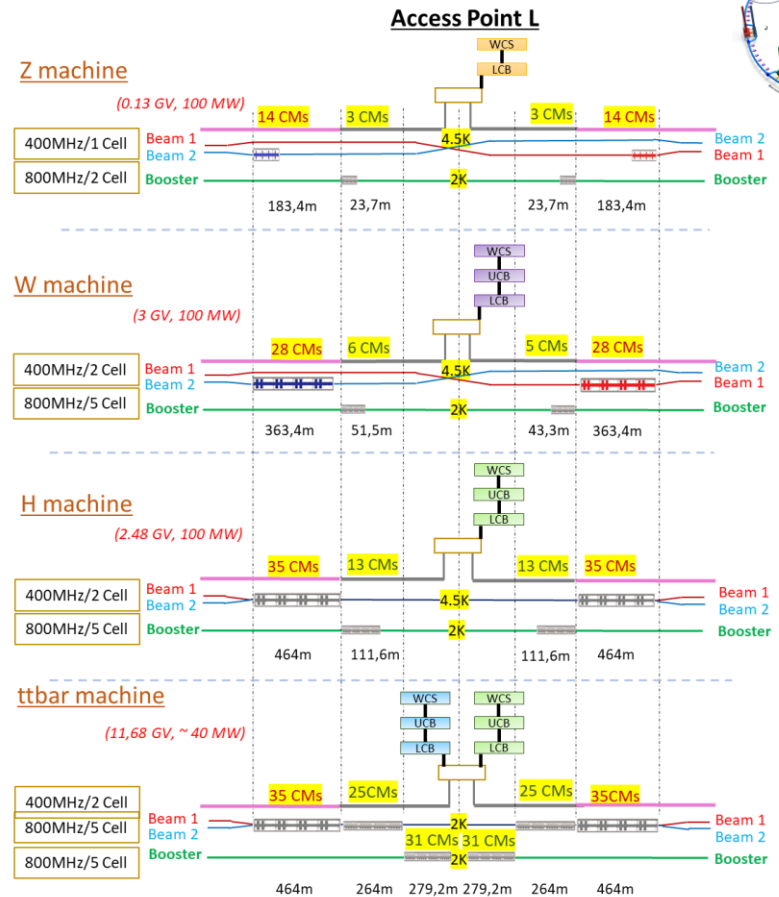 Access Point L
WCS
LCB
Z machine
(0.13 GV, 100 MW)
14 CMs 3 CMs 3 CMs 14 CMs
400MHz/1 Cell Beam 1 4.5K Beam 2
Beam 2 Beam 1
800MHz/2 Cell Booster 2K Booster
183,4m 23,7m 23,7m 183,4m
WCS
UCB
LCB
W machine
(3 GV, 100 MW)
28 CMs 6 CMs 5 CMs 28 CMs
400MHz/2 Cell Beam 1 4.5K Beam 2
Beam 2 Beam 1
800MHz/5 Cell Booster 2K Booster
363,4m 51,5m 43,3m 363,4m
WCS
UCB
LCB
H machine
(2.48 GV, 100 MW)
35 CMs 13 CMs 13 CMs 35 CMs
400MHz/2 Cell Beam 1 4.5K Beam 1
Beam 2 Beam 2
800MHz/5 Cell Booster 2K Booster
464m 111,6m 111,6m 464m
ttbar machine
WCS WCS
UCB UCB
LCB LCB
(11,68 GV, ~ 40 MW)
35 CMs 25CMs 25 CMs 35CMs
400MHz/2 Cell
800MHz/5 Cell Beam 1 2K Beam 1
Beam 2 Beam 2
31 CMs 31 CMs
800MHz/5 Cell Booster 2K Booster
464m 264m 279,2m 279,2m 264m 464m